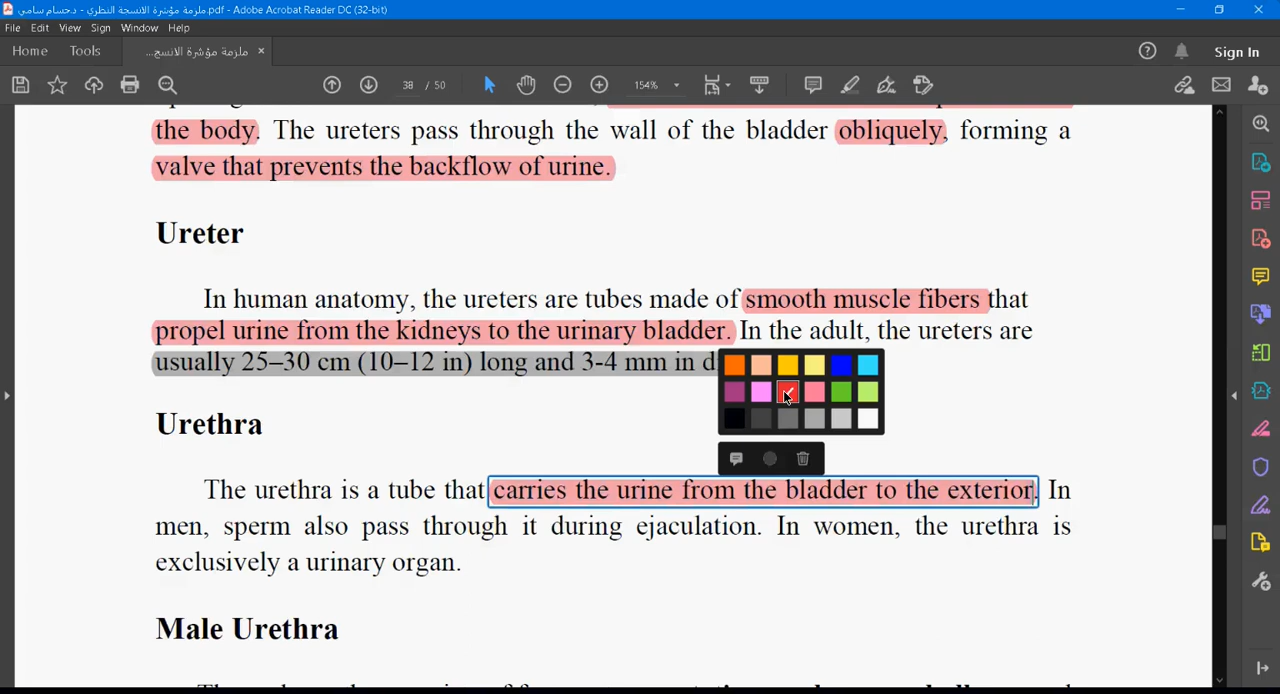 ملزمة مؤشرة الانسجة النظري - د.حسام سامي.pdf - Adobe Acrobat Reader DC (32-bit)
File Edit View Sign Window Help
Home Tools ملزمة مؤشرة الانسج... × Sign In
38 / 50 154%
the body. The ureters pass through the wall of the bladder obliquely, forming a
valve that prevents the backflow of urine.
Ureter
In human anatomy, the ureters are tubes made of smooth muscle fibers that
propel urine from the kidneys to the urinary bladder. In the adult, the ureters are
usually 25–30 cm (10–12 in) long and 3-4 mm in d
Urethra
The urethra is a tube that carries the urine from the bladder to the exterior. In
men, sperm also pass through it during ejaculation. In women, the urethra is
exclusively a urinary organ.
Male Urethra